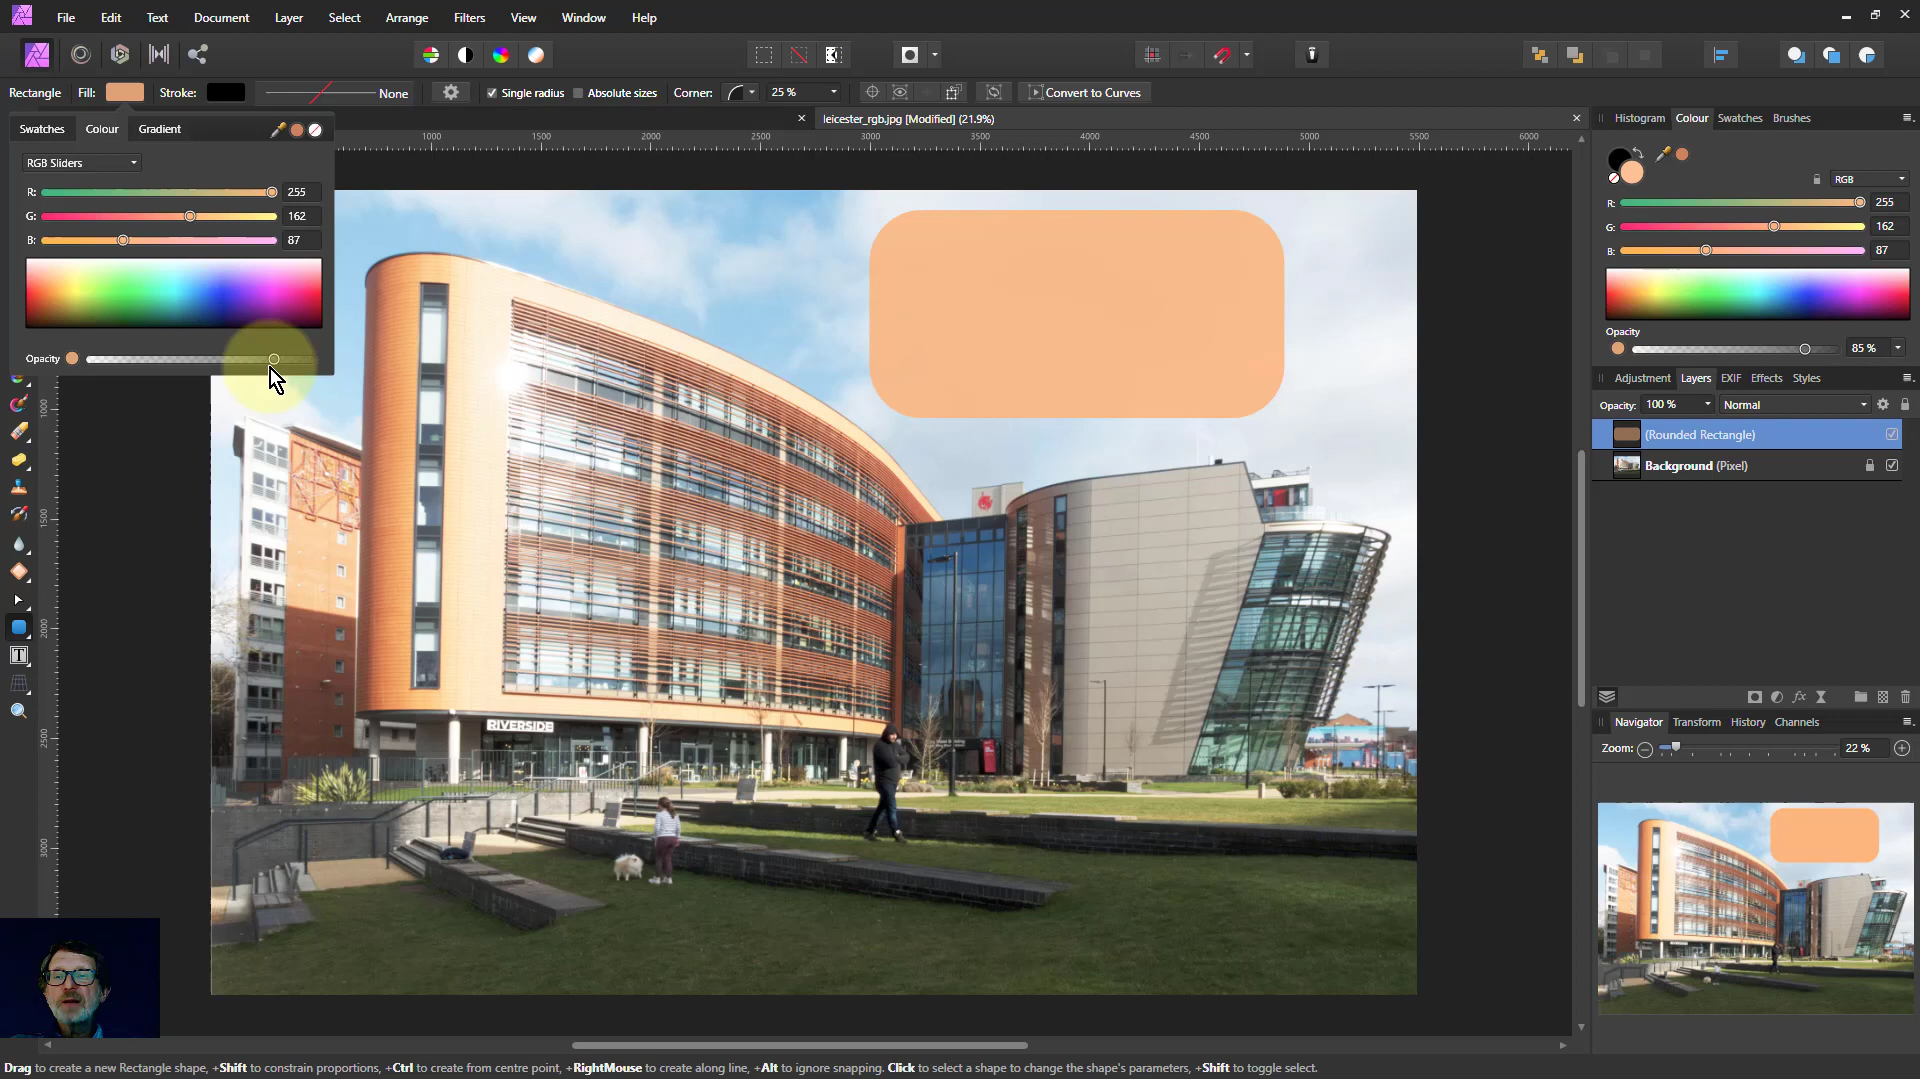 File Edit Text Document Layer Select Arrange Filters View Window Help
Rectangle Fill: Stroke: None Single radius Absolute sizes Corner: 25 % Convert to Curves
Swatches Colour Gradient
leicester_rgb.jpg [Modified] (21.9%)
Histogram Colour Swatches Brushes
1000 1500 2000 2500 3000 3500 4000 4500 5000 5500 6000
RGB Sliders
R: 255
G: 162
B: 87
Opacity
RGB
R: 255
G: 162
B: 87
Opacity
85 %
Adjustment Layers EXIF Effects Styles
Opacity: 100 % Normal
(Rounded Rectangle)
Background (Pixel)
1000
1500
2000
2500
3000
RIVERSIDE
Navigator Transform History Channels
Zoom: 22 %
Drag to create a new Rectangle shape, +Shift to constrain proportions, +Ctrl to create from centre point, +RightMouse to create along line, +Alt to ignore snapping. Click to select a shape to change the shape's parameters, +Shift to toggle select.